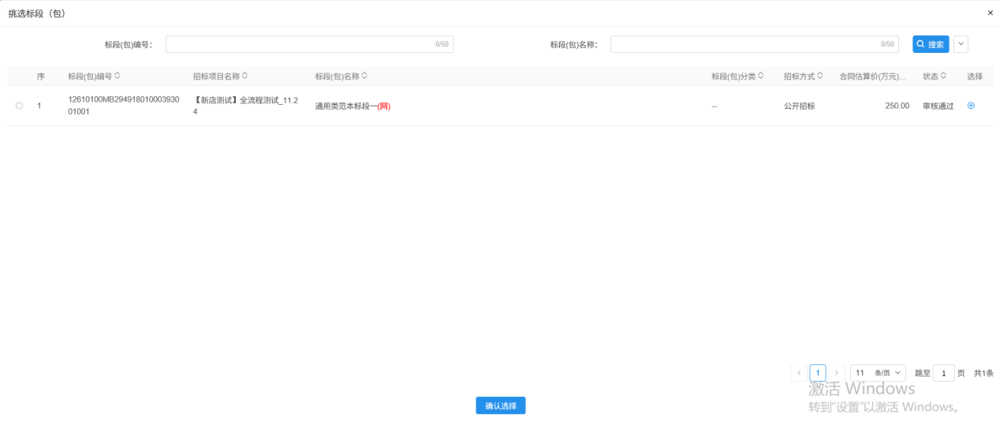 挑选标段（包）
×
标段(包)编号：
0/50
标段(包)名称：
0/50
搜索
序 标段(包)编号 招标项目名称 标段(包)名称 标段(包)分类 招标方式 合同估算价(万元)... 状态 选择
1 12610100MB294918010003930 【新店测试】全流程测试_11.2 通用类范本标段一(网) -- 公开招标 250.00 审核通过
01001 4
1 11 条/页 跳至 1 页 共1条
激活 Windows
转到“设置”以激活 Windows。
确认选择